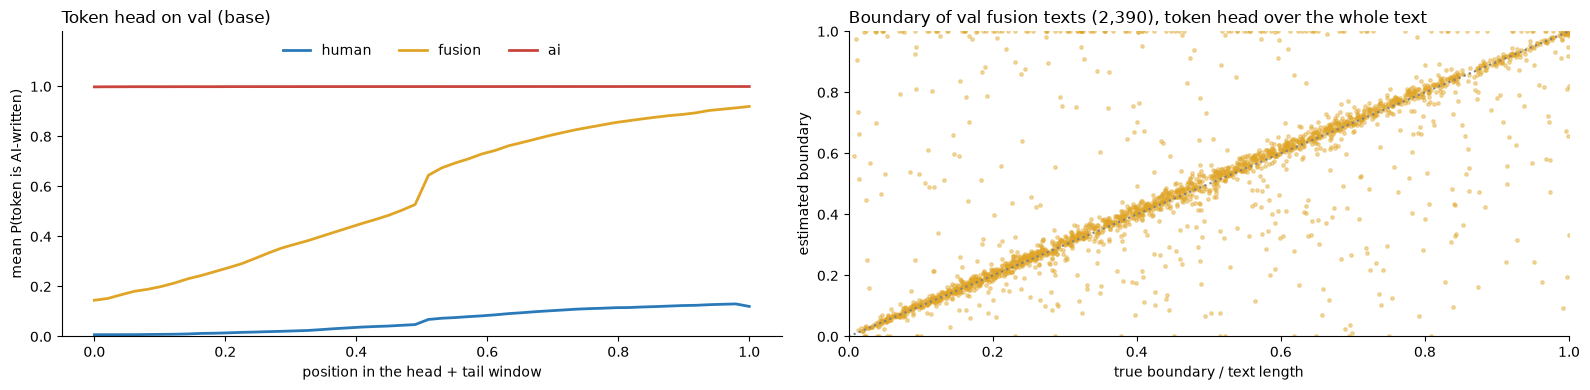 Token head on val (base)
human
fusion
ai
mean P(token is AI-written)
1.0
0.8
0.6
0.4
0.2
0.0
0.0
0.2
0.4
0.6
0.8
1.0
position in the head + tail window
Boundary of val fusion texts (2,390), token head over the whole text
estimated boundary
1.0
0.8
0.6
0.4
0.2
0.0
0.0
0.2
0.4
0.6
0.8
1.0
true boundary / text length